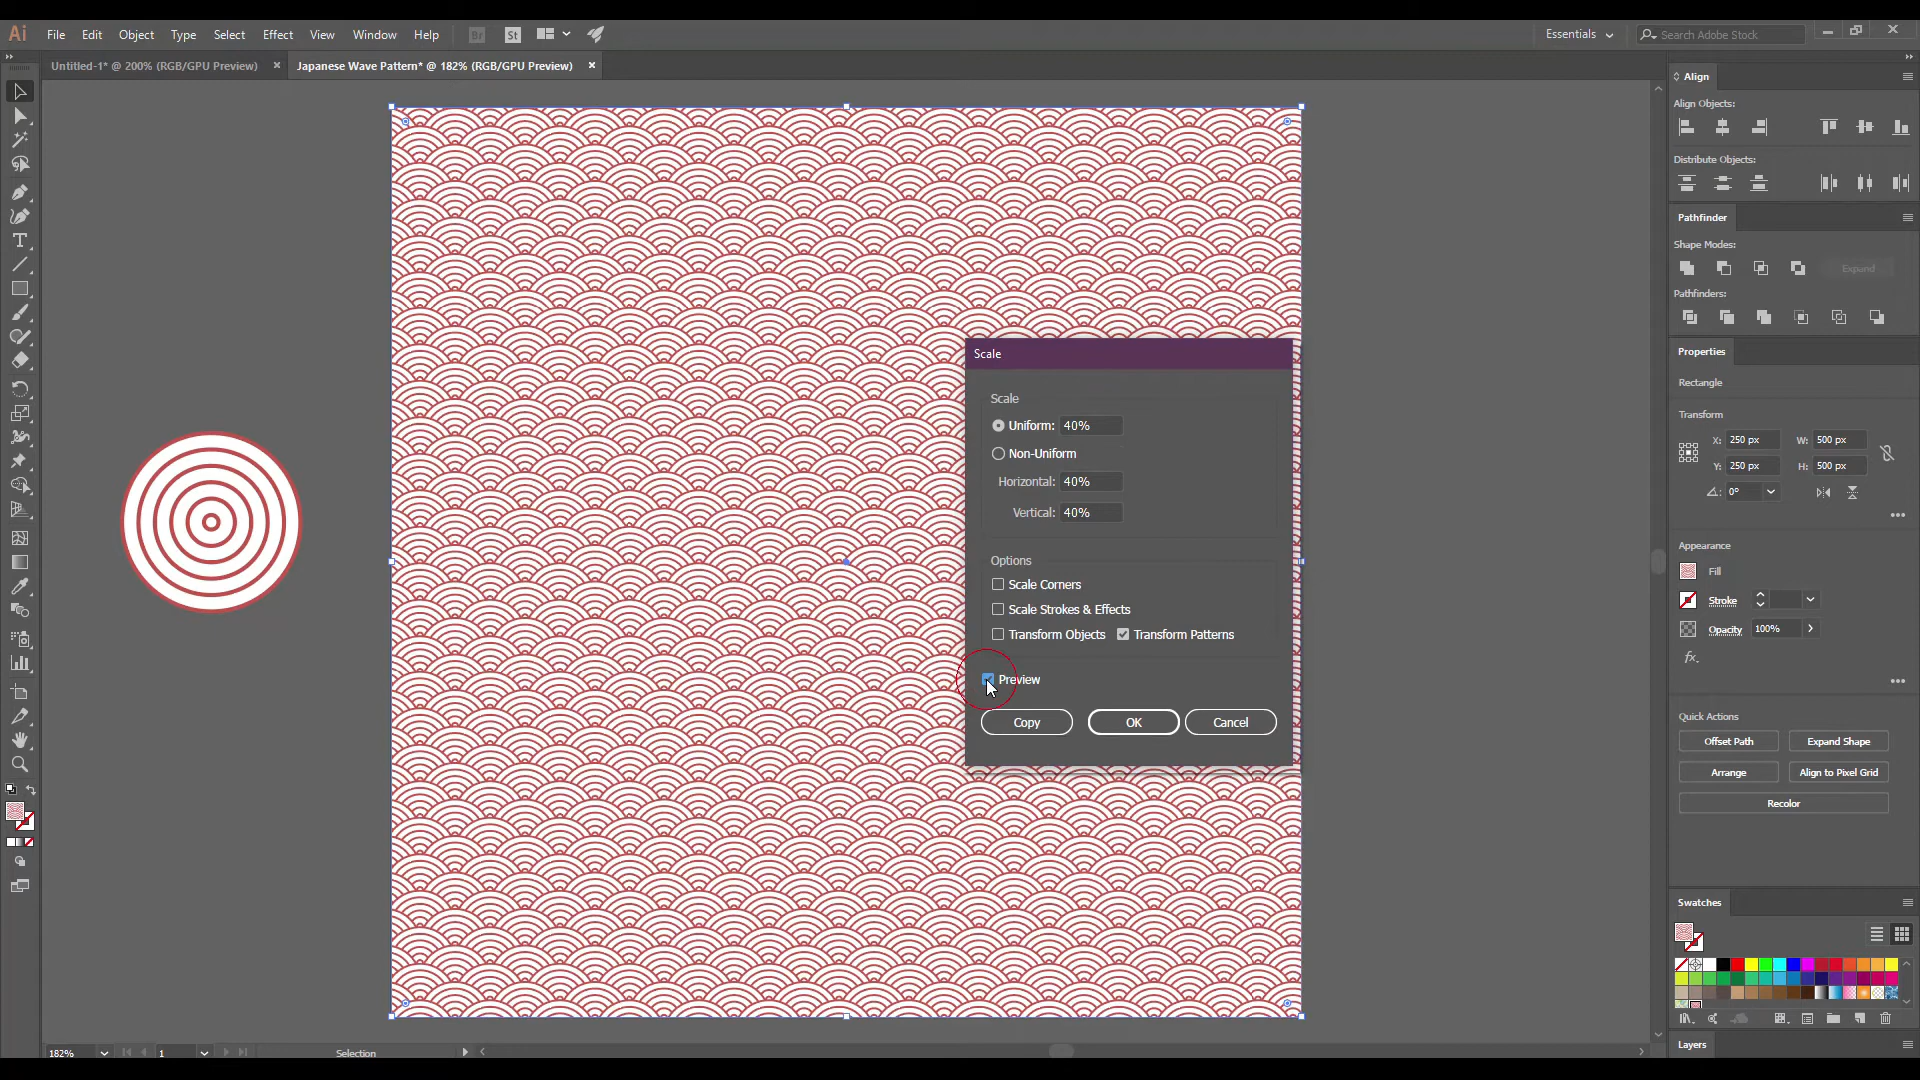 Ai File Edit Object Type Select Effect View Window Help Br St Essentials Search Adobe Stock
Untitled-1* @ 200% (RGB/GPU Preview) × Japanese Wave Pattern* @ 182% (RGB/GPU Preview) ×
Align
Align Objects:
Distribute Objects:
Pathfinder
Shape Modes:
Expand
Pathfinders:
Properties
Rectangle
Transform
X: 250 px W: 500 px
Y: 250 px H: 500 px
0°
Appearance
Fill
Stroke
Opacity 100%
fx.
Quick Actions
Offset Path Expand Shape
Arrange Align to Pixel Grid
Recolor
Swatches
Layers
Scale
Scale
Uniform: 40%
Non-Uniform
Horizontal: 40%
Vertical: 40%
Options
Scale Corners
Scale Strokes & Effects
Transform Objects Transform Patterns
Preview
Copy OK Cancel
182% 1 Selection